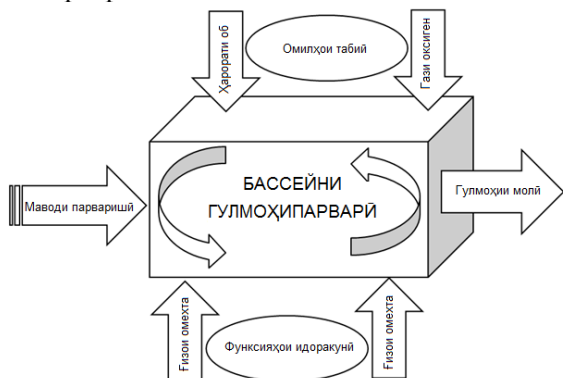 Ҳарорати об
Омилҳои табиӣ
Гази оксиген
Маводи парваришӣ
БАССЕЙНИ
ГУЛМОҲИПАРВАРӢ
Гулмоҳии молӣ
Ғизои омехта
Функсияҳои идоракунӣ
Ғизои омехта